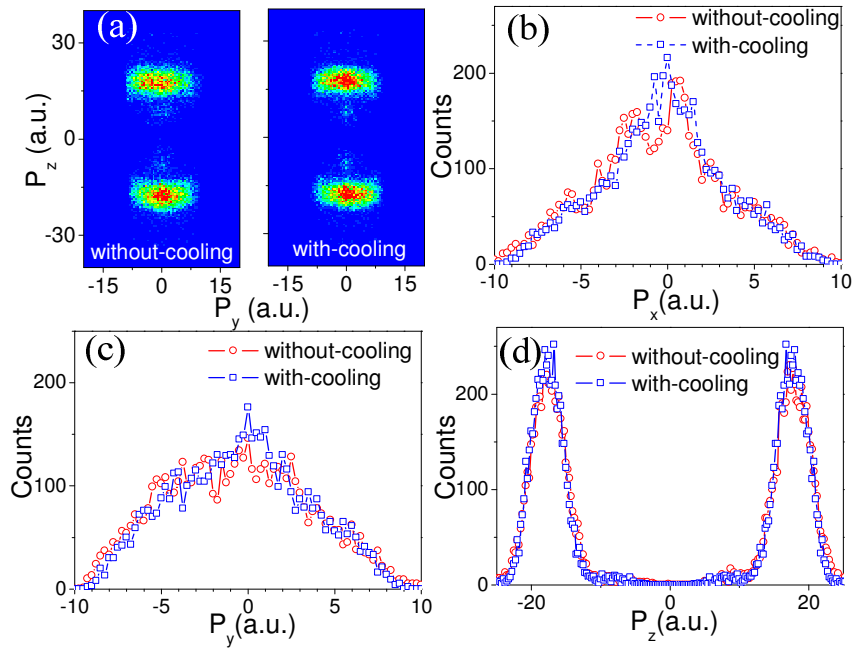 (a)
30
0
-30
P_z (a.u.)
without-cooling
with-cooling
-15 0 15 -15 0 15
P_y (a.u.)
(b)
without-cooling
with-cooling
200
100
0
Counts
-10 -5 0 5 10
P_x(a.u.)
(c)
without-cooling
with-cooling
200
100
0
Counts
-10 -5 0 5 10
P_y(a.u.)
(d)
without-cooling
with-cooling
200
100
0
Counts
-20 0 20
P_z(a.u.)